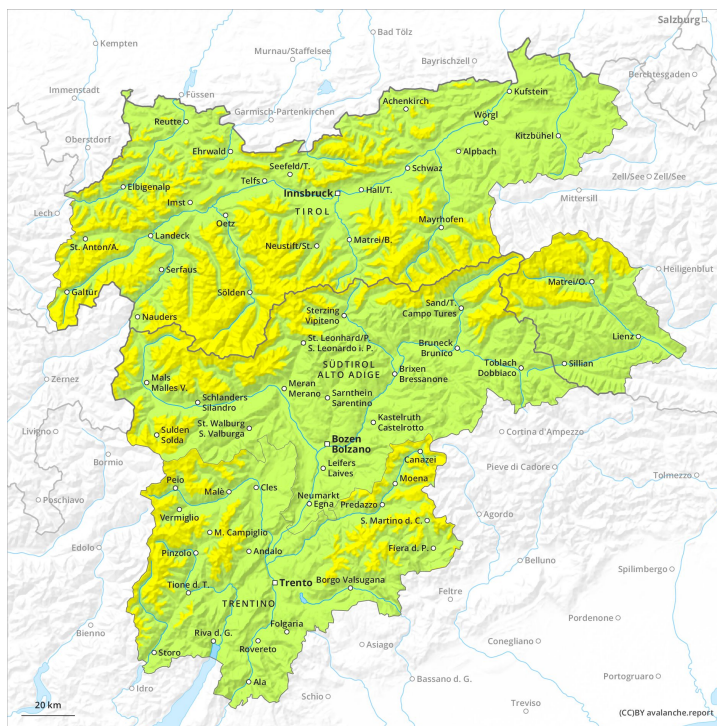 Salzburg
Kempten
Bad Tölz
Murnau/Staffelsee
Bayrischzell
Berchtesgaden
Immenstadt
Füssen
Garmisch-Partenkirchen
Achenkirch
Kufstein
Reutte
Wörgl
Oberstdorf
Ehrwald
Kitzbühel
Alpbach
Seefeld/T.
Schwaz
Telfs
Zell/See
Zell/See
Elbigenalp
Innsbruck
Hall/T.
Mittersill
Imst
Lech
TIROL
Oetz
Mayrhofen
Landeck
St. Anton/A.
Neustift/St.
Matrei/B.
Serfaus
Heiligenblut
Matrei/O.
Galtür
Sölden
Sand/T.
Campo Tures
Nauders
Sterzing
Vipiteno
Lienz
St. Leonhard/P.
S. Leonardo i. P.
Bruneck
Brunico
Toblach
Dobbiaco
Sillian
SÜDTIROL
ALTO ADIGE
Brixen
Bressanone
Zernez
Mals
Malles V.
Meran
Merano
Schlanders
Silandro
Sarnthein
Sarentino
St. Walburg
S. Valburga
Kastelruth
Castelrotto
Livigno
Sulden
Solda
Cortina d'Ampezzo
Bozen
Bolzano
Canazei
Bormio
Leifers
Laives
Pieve di Cadore
Tolmezzo
Peio
Moena
Malè
Cles
Neumarkt
Egna
Poschiavo
Predazzo
Vermiglio
Agordo
S. Martino d. C.
M. Campiglio
Edolo
Pinzolo
Andalo
Fiera d. P.
Belluno
Spilimbergo
Tione d. T.
Trento
Borgo Valsugana
Feltre
TRENTINO
Folgaria
Pordenone
Bienno
Riva d. G.
Conegliano
Storo
Rovereto
Asiago
Bassano d. G.
Portogruaro
Idro
Ala
Schio
Treviso
20 km
(CC)BY avalanche.report